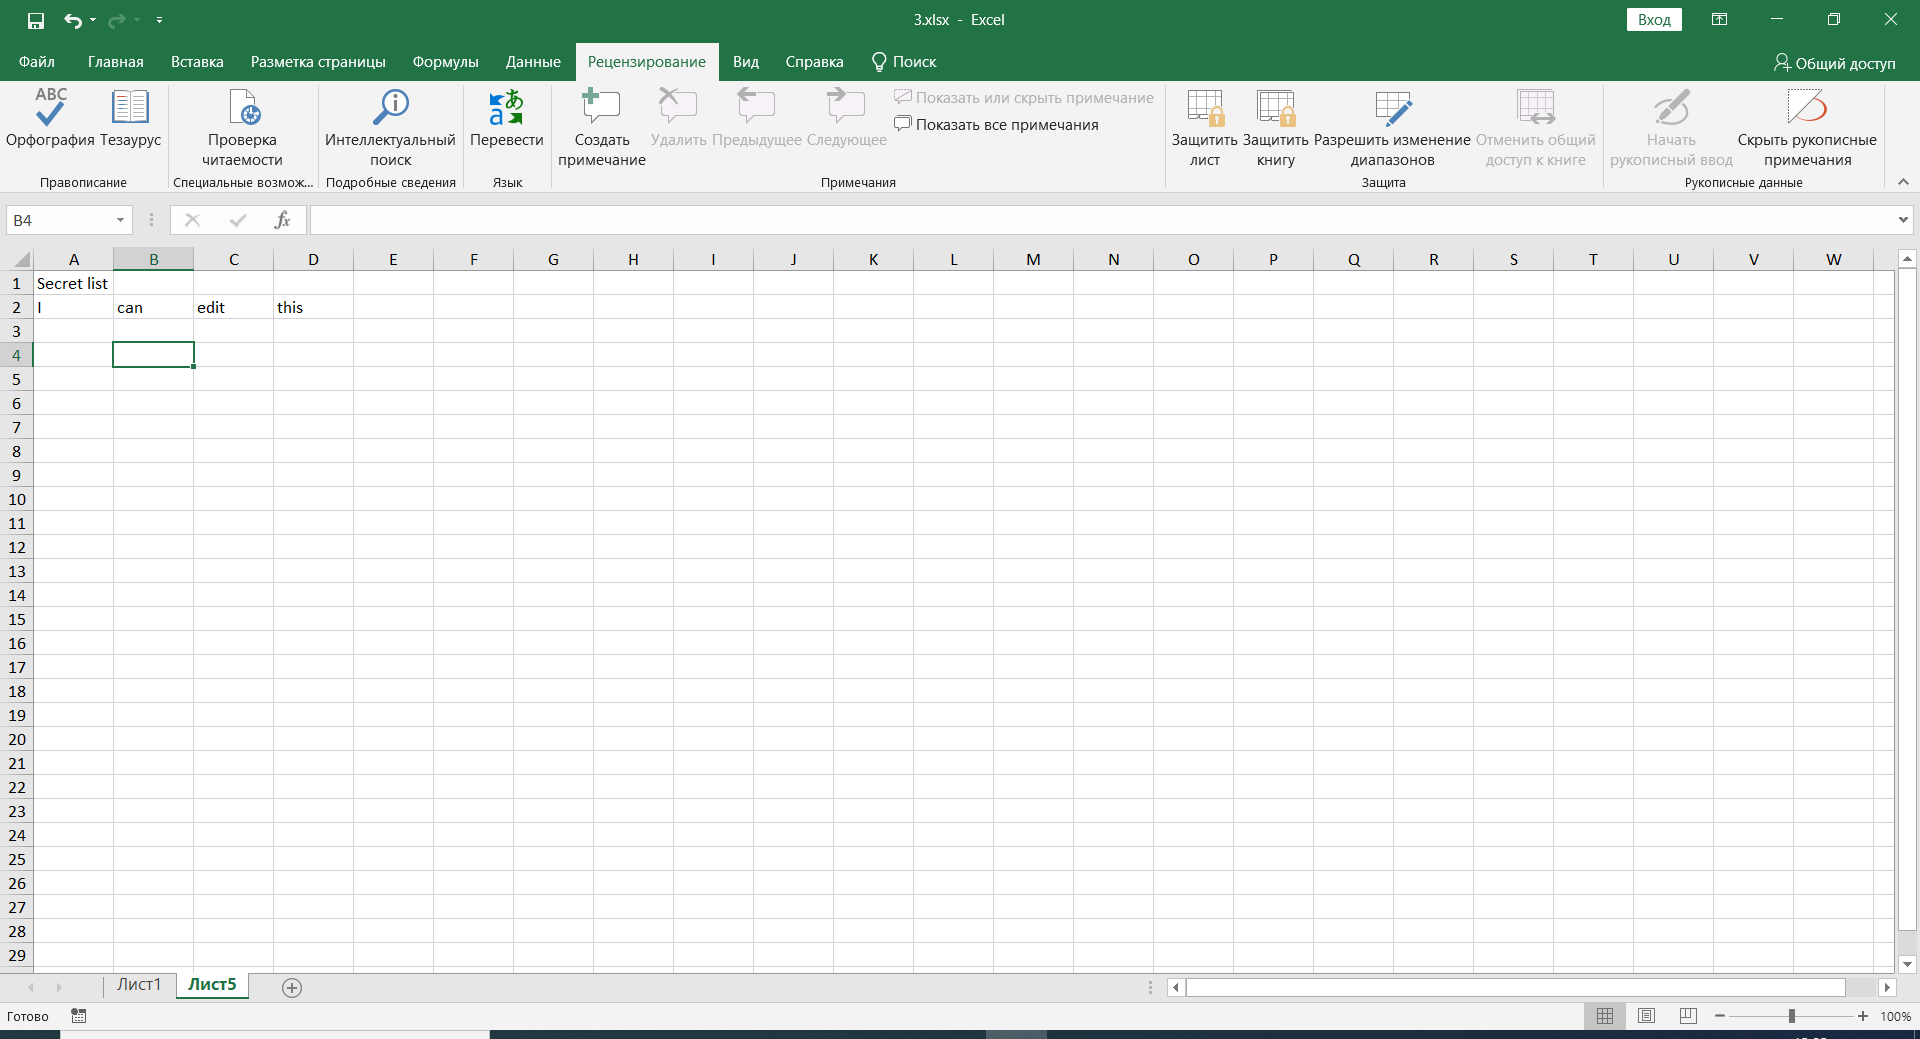 3.xlsx - Excel
Вход
Файл Главная Вставка Разметка страницы Формулы Данные Рецензирование Вид Справка Поиск Общий доступ
ABC
Орфография Тезаурус
Правописание
Проверка
читаемости
Специальные возмож...
Интеллектуальный
поиск
Подробные сведения
Перевести
Язык
Создать
примечание
Удалить Предыдущее Следующее
Показать или скрыть примечание
Показать все примечания
Примечания
Защитить
лист
Защитить
книгу
Разрешить изменение
диапазонов
Отменить общий
доступ к книге
Защита
Начать
рукописный ввод
Скрыть рукописные
примечания
Рукописные данные
B4 fx
A B C D E F G H I J K L M N O P Q R S T U V W
1 Secret list
2 I can edit this
3
4
5
6
7
8
9
10
11
12
13
14
15
16
17
18
19
20
21
22
23
24
25
26
27
28
29
Лист1 Лист5
Готово 100%